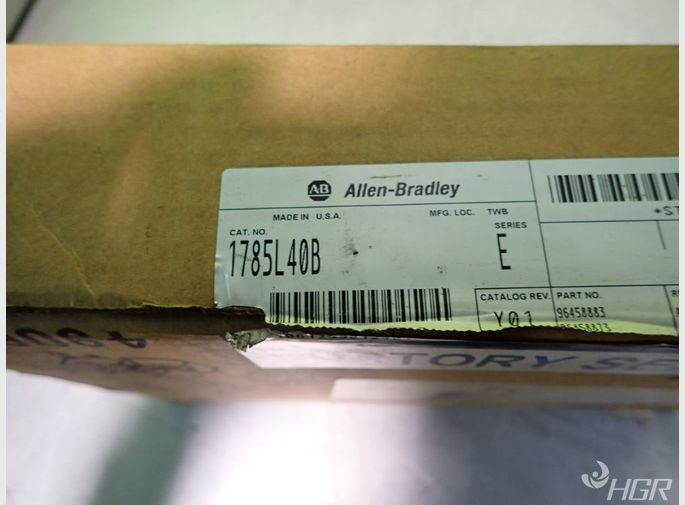 AB Allen-Bradley
MADE IN U.S.A. MFG. LOC. TWB
CAT. NO. SERIES
1785L40B E
CATALOG REV. PART NO.
Y01 96458883
TORY
HGR